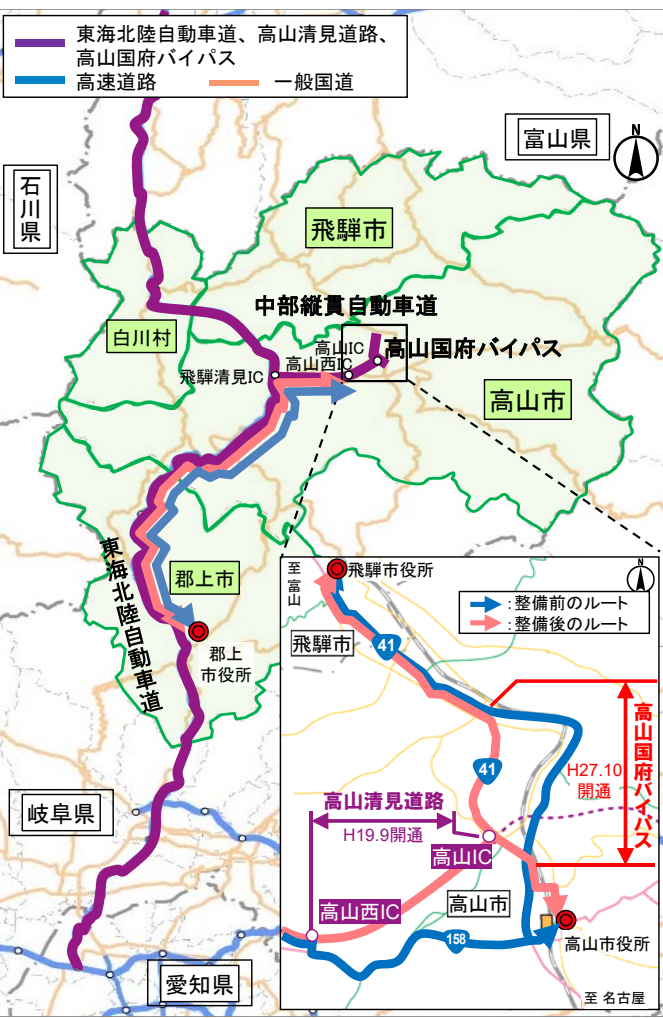 東海北陸自動車道、高山清見道路、
高山国府バイパス
高速道路
一般国道
富山県
N
石川県
飛騨市
中部縦貫自動車道
白川村
高山IC
高山国府バイパス
高山西IC
飛騨清見IC
高山市
東海北陸自動車道
郡上市
郡上
市役所
岐阜県
愛知県
至富山
飛騨市役所
N
:整備前のルート
:整備後のルート
飛騨市
41
高山国府バイパス
41
H27.10
開通
高山清見道路
H19.9開通
高山IC
高山西IC
高山市
158
高山市役所
至 名古屋